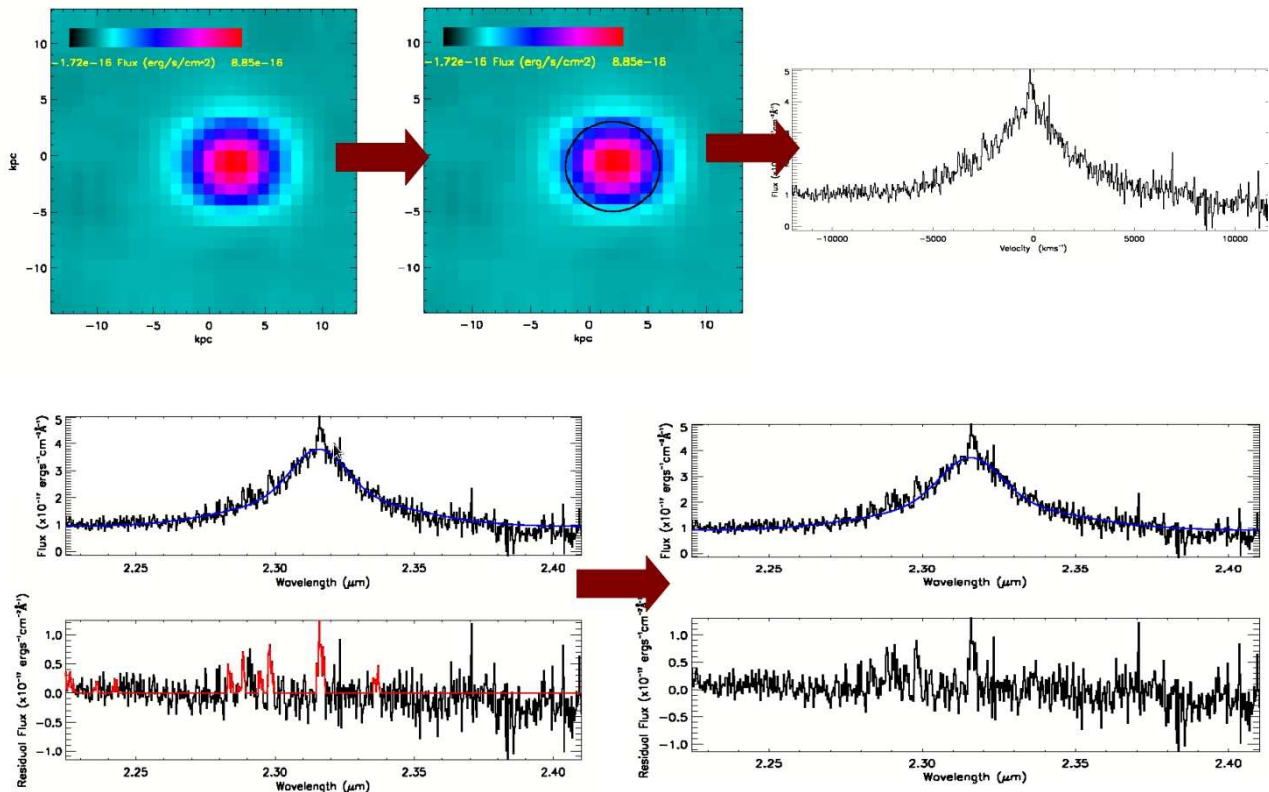 −1.72e−16 Flux (erg/s/cm^2) 8.85e−16
10
5
0
−5
−10
kpc
−10 −5 0 5 10
kpc
−1.72e−16 Flux (erg/s/cm^2) 8.85e−16
10
5
0
−5
−10
−10 −5 0 5 10
kpc
5
4
1
0
−10000 −5000 0 5000 10000
Velocity (kms⁻¹)
Flux (×10⁻¹⁷ ergs⁻¹cm⁻²Å⁻¹)
5
4
3
2
1
0
2.25 2.30 2.35 2.40
Wavelength (μm)
Flux (×10⁻¹⁷ ergs⁻¹cm⁻²Å⁻¹)
5
4
3
2
1
0
2.25 2.30 2.35 2.40
Wavelength (μm)
Residual Flux (×10⁻¹⁷ ergs⁻¹cm⁻²Å⁻¹)
1.0
0.5
0.0
−0.5
−1.0
2.25 2.30 2.35 2.40
Wavelength (μm)
Residual Flux (×10⁻¹⁷ ergs⁻¹cm⁻²Å⁻¹)
1.0
0.5
0.0
−0.5
−1.0
2.25 2.30 2.35 2.40
Wavelength (μm)